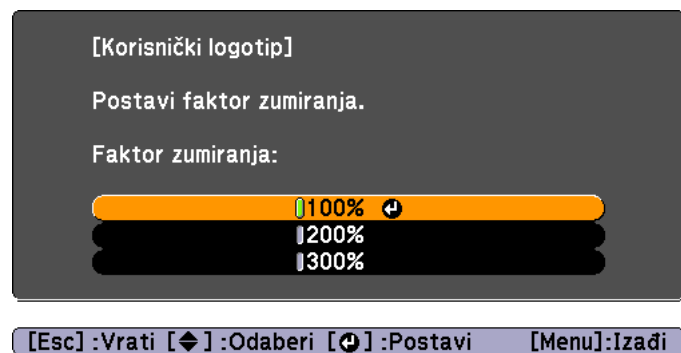 [Korisnički logotip]
Postavi faktor zumiranja.
Faktor zumiranja:
100%
200%
300%
[Esc] :Vrati [◆] :Odaberi [↵] :Postavi [Menu]:Izađi